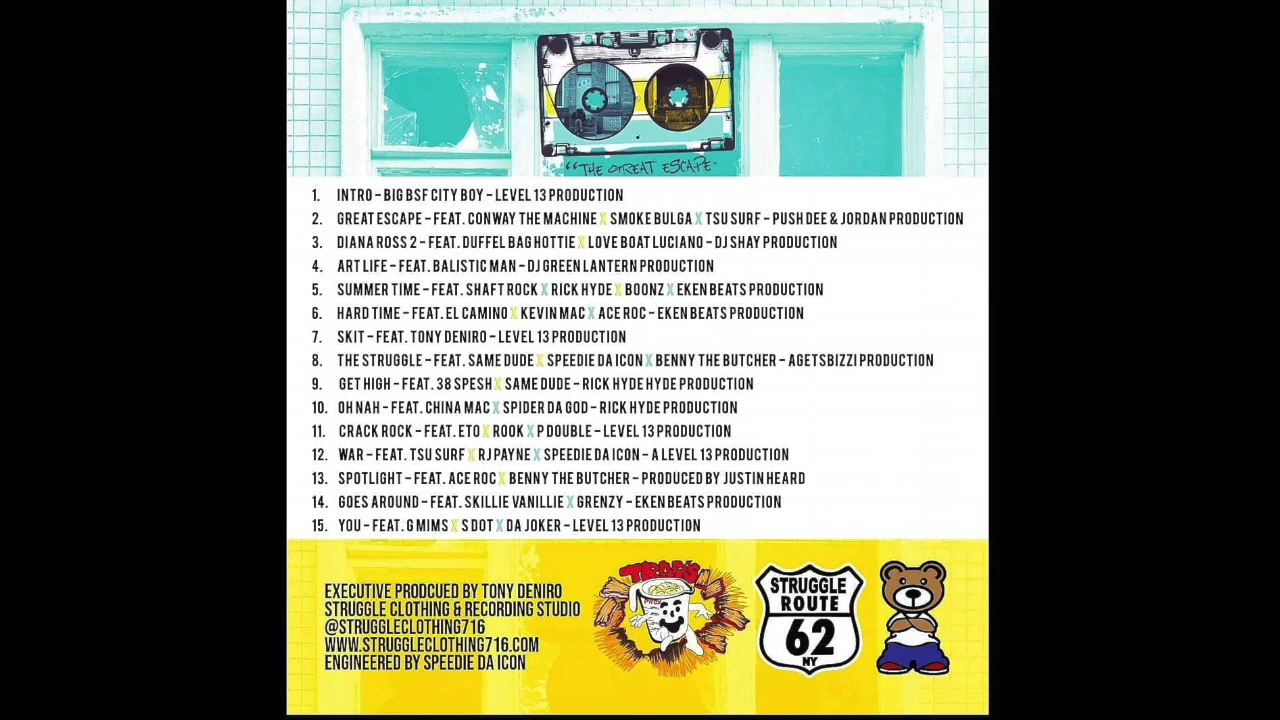 "THE GREAT ESCAPE"
1. INTRO – BIG BSF CITY BOY – LEVEL 13 PRODUCTION
2. GREAT ESCAPE – FEAT. CONWAY THE MACHINE X SMOKE BULGA X TSU SURF – PUSH DEE & JORDAN PRODUCTION
3. DIANA ROSS 2 – FEAT. DUFFEL BAG HOTTIE X LOVE BOAT LUCIANO – DJ SHAY PRODUCTION
4. ART LIFE – FEAT. BALISTIC MAN – DJ GREEN LANTERN PRODUCTION
5. SUMMER TIME – FEAT. SHAFT ROCK X RICK HYDE X BOONZ X EKEN BEATS PRODUCTION
6. HARD TIME – FEAT. EL CAMINO X KEVIN MAC X ACE ROC – EKEN BEATS PRODUCTION
7. SKIT – FEAT. TONY DENIRO – LEVEL 13 PRODUCTION
8. THE STRUGGLE – FEAT. SAME DUDE X SPEEDIE DA ICON X BENNY THE BUTCHER – AGETSBIZZI PRODUCTION
9. GET HIGH – FEAT. 38 SPESH X SAME DUDE – RICK HYDE HYDE PRODUCTION
10. OH NAH – FEAT. CHINA MAC X SPIDER DA GOD – RICK HYDE PRODUCTION
11. CRACK ROCK – FEAT. ETO X ROOK X P DOUBLE – LEVEL 13 PRODUCTION
12. WAR – FEAT. TSU SURF X RJ PAYNE X SPEEDIE DA ICON – A LEVEL 13 PRODUCTION
13. SPOTLIGHT – FEAT. ACE ROC X BENNY THE BUTCHER – PRODUCED BY JUSTIN HEARD
14. GOES AROUND – FEAT. SKILLIE VANILLIE X GRENZY – EKEN BEATS PRODUCTION
15. YOU – FEAT. G MIMS X S DOT X DA JOKER – LEVEL 13 PRODUCTION
EXECUTIVE PRODCUED BY TONY DENIRO
STRUGGLE CLOTHING & RECORDING STUDIO
@STRUGGLECLOTHING716
WWW.STRUGGLECLOTHING716.COM
ENGINEERED BY SPEEDIE DA ICON
STRUGGLE
ROUTE
62
NY